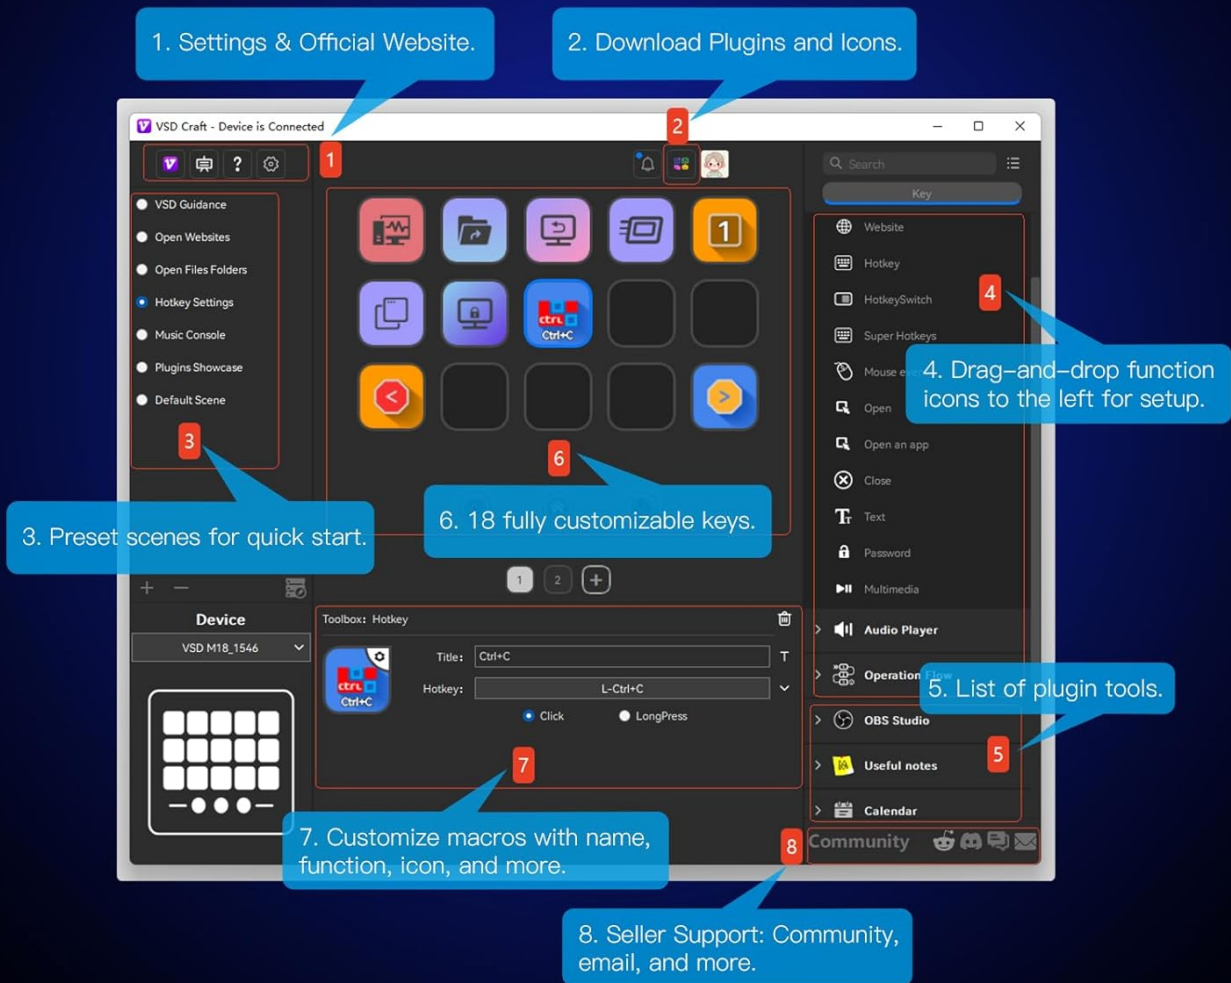 1. Settings & Official Website.
2. Download Plugins and Icons.
VSD Craft - Device is Connected
2
1
?
Search
Key
VSD Guidance
Open Websites
Open Files Folders
Hotkey Settings
Music Console
Plugins Showcase
Default Scene
3
3. Preset scenes for quick start.
1
ctrl
Ctrl+C
6
6. 18 fully customizable keys.
1
2
Website
Hotkey
HotkeySwitch
Super Hotkeys
Mouse
Open
Open an app
Close
Text
Password
Multimedia
4
4. Drag-and-drop function
icons to the left for setup.
Audio Player
Operation Flow
5. List of plugin tools.
OBS Studio
Useful notes
Calendar
5
Device
VSD M18_1546
Toolbox: Hotkey
ctrl
Ctrl+C
Title:
Ctrl+C
T
Hotkey:
L-Ctrl+C
Click
LongPress
7
7. Customize macros with name,
function, icon, and more.
8
Community
8. Seller Support: Community,
email, and more.